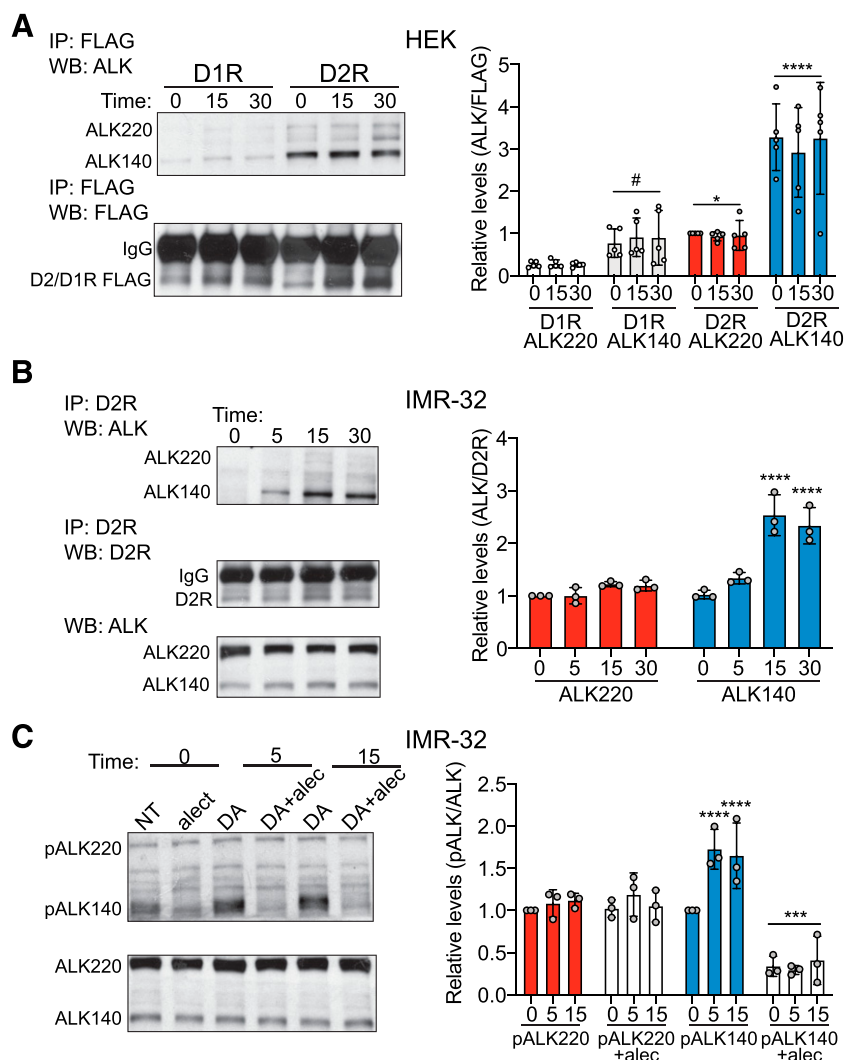 A
IP: FLAG
WB: ALK
D1R D2R
Time: 0 15 30 0 15 30
ALK220
ALK140
IP: FLAG
WB: FLAG
IgG
D2/D1R FLAG
HEK
Relative levels (ALK/FLAG)
5
4
3
2
1
0
# * ****
0 1530 0 1530 0 1530 0 1530
D1R D1R D2R D2R
ALK220 ALK140 ALK220 ALK140
B
IP: D2R
WB: ALK
Time:
0 5 15 30
ALK220
ALK140
IP: D2R
WB: D2R
IgG
D2R
WB: ALK
ALK220
ALK140
IMR-32
Relative levels (ALK/D2R)
4
3
2
1
0
**** ****
0 5 15 30 0 5 15 30
ALK220 ALK140
C
Time: 0 5 15
NT alect DA DA+alec DA DA+alec
pALK220
pALK140
ALK220
ALK140
IMR-32
Relative levels (pALK/ALK)
2.5
2.0
1.5
1.0
0.5
0.0
**** **** ***
0 5 15 0 5 15 0 5 15 0 5 15
pALK220 pALK220 pALK140 pALK140
+alec +alec